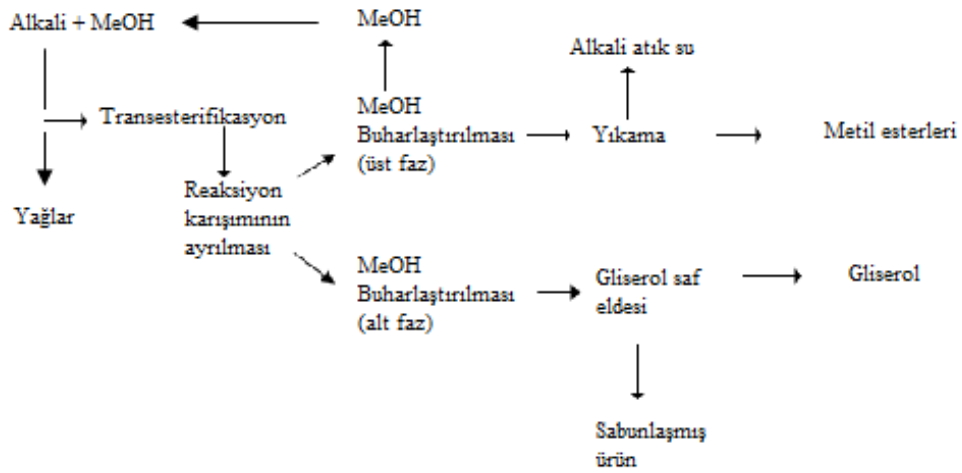 Alkali + MeOH
MeOH
Alkali atık su
Transesterifikasyon
MeOH
Buharlaştırılması
(üst faz)
Yıkama
Metil esterleri
Yağlar
Reaksiyon
karışımının
ayrılması
MeOH
Buharlaştırılması
(alt faz)
Gliserol saf
eldesi
Gliserol
Sabunlaşmış
ürün